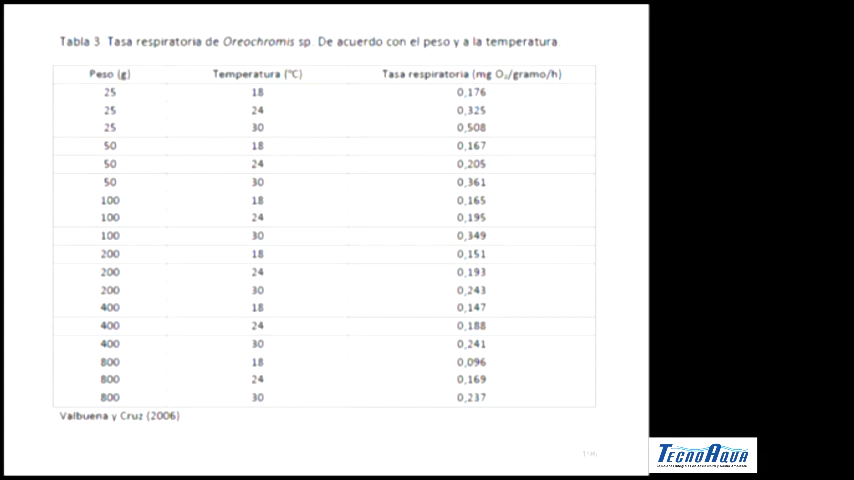 Tabla 3. Tasa respiratoria de Oreochromis sp. De acuerdo con el peso y a la temperatura.
Peso (g) Temperatura (°C) Tasa respiratoria (mg O₂/gramo/h)
25 18 0,176
25 24 0,325
25 30 0,508
50 18 0,167
50 24 0,205
50 30 0,361
100 18 0,165
100 24 0,195
100 30 0,349
200 18 0,151
200 24 0,193
200 30 0,243
400 18 0,147
400 24 0,188
400 30 0,241
800 18 0,096
800 24 0,169
800 30 0,237
Valbuena y Cruz (2006)
TECNOAQUA